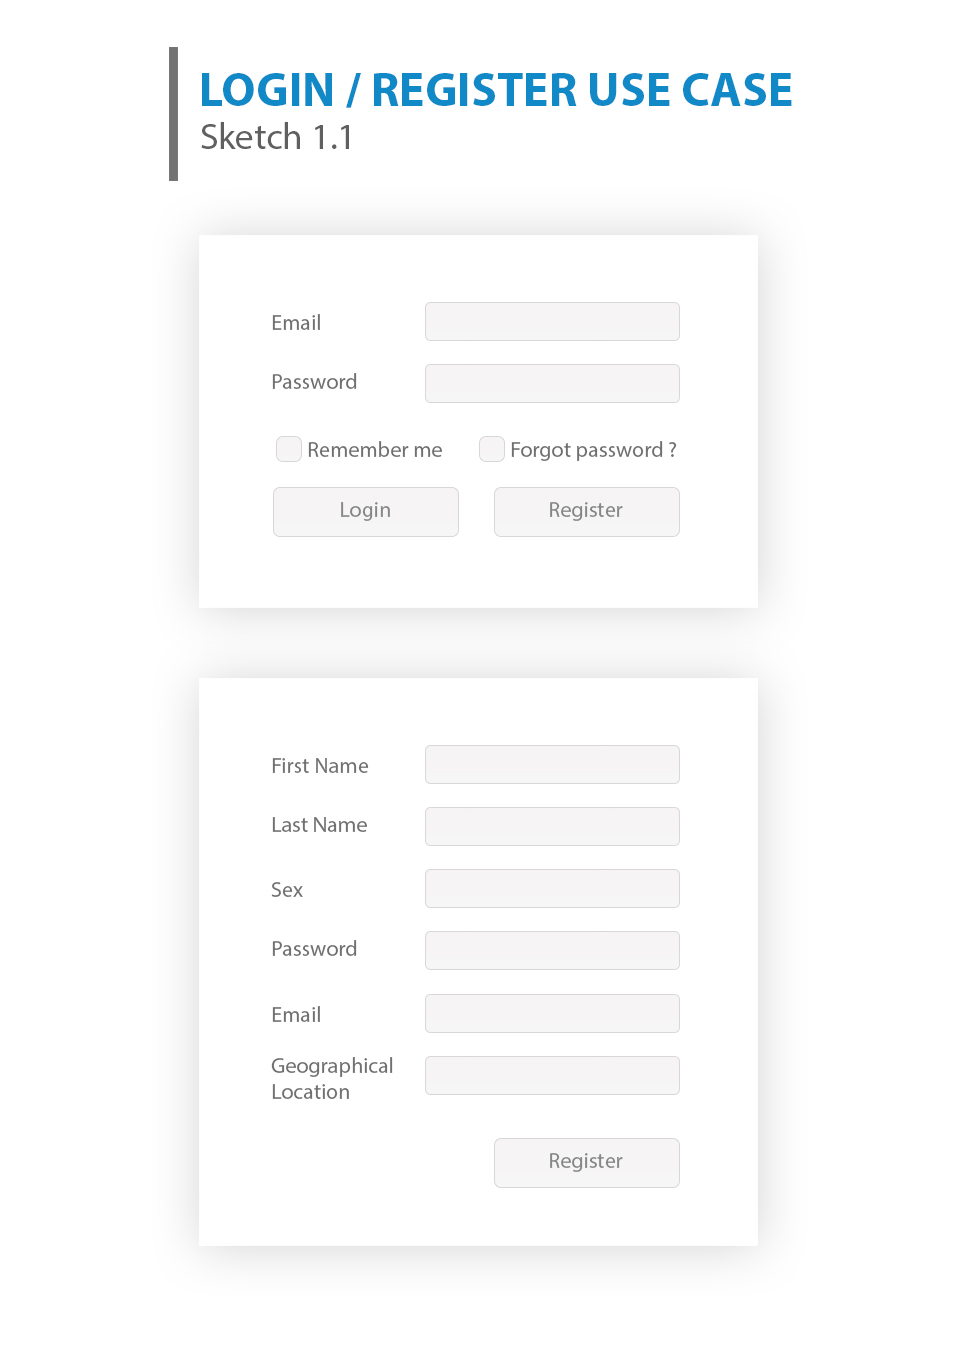 LOGIN / REGISTER USE CASE
Sketch 1.1
Email
Password
Remember me
Forgot password ?
Login
Register
First Name
Last Name
Sex
Password
Email
Geographical
Location
Register